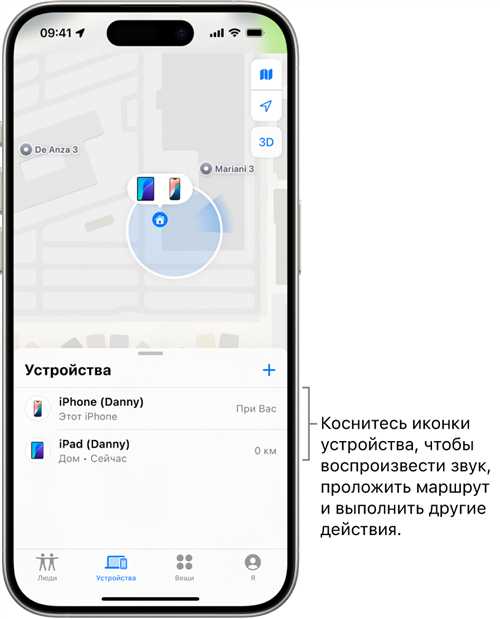 09:41
3D
De Anza 3
Mariani 3
Устройства
iPhone (Danny)
Этот iPhone
При Вас
iPad (Danny)
Дом • Сейчас
0 км
Коснитесь иконки
устройства, чтобы
воспроизвести звук,
проложить маршрут
и выполнить другие
действия.
Люди
Устройства
Вещи
Я